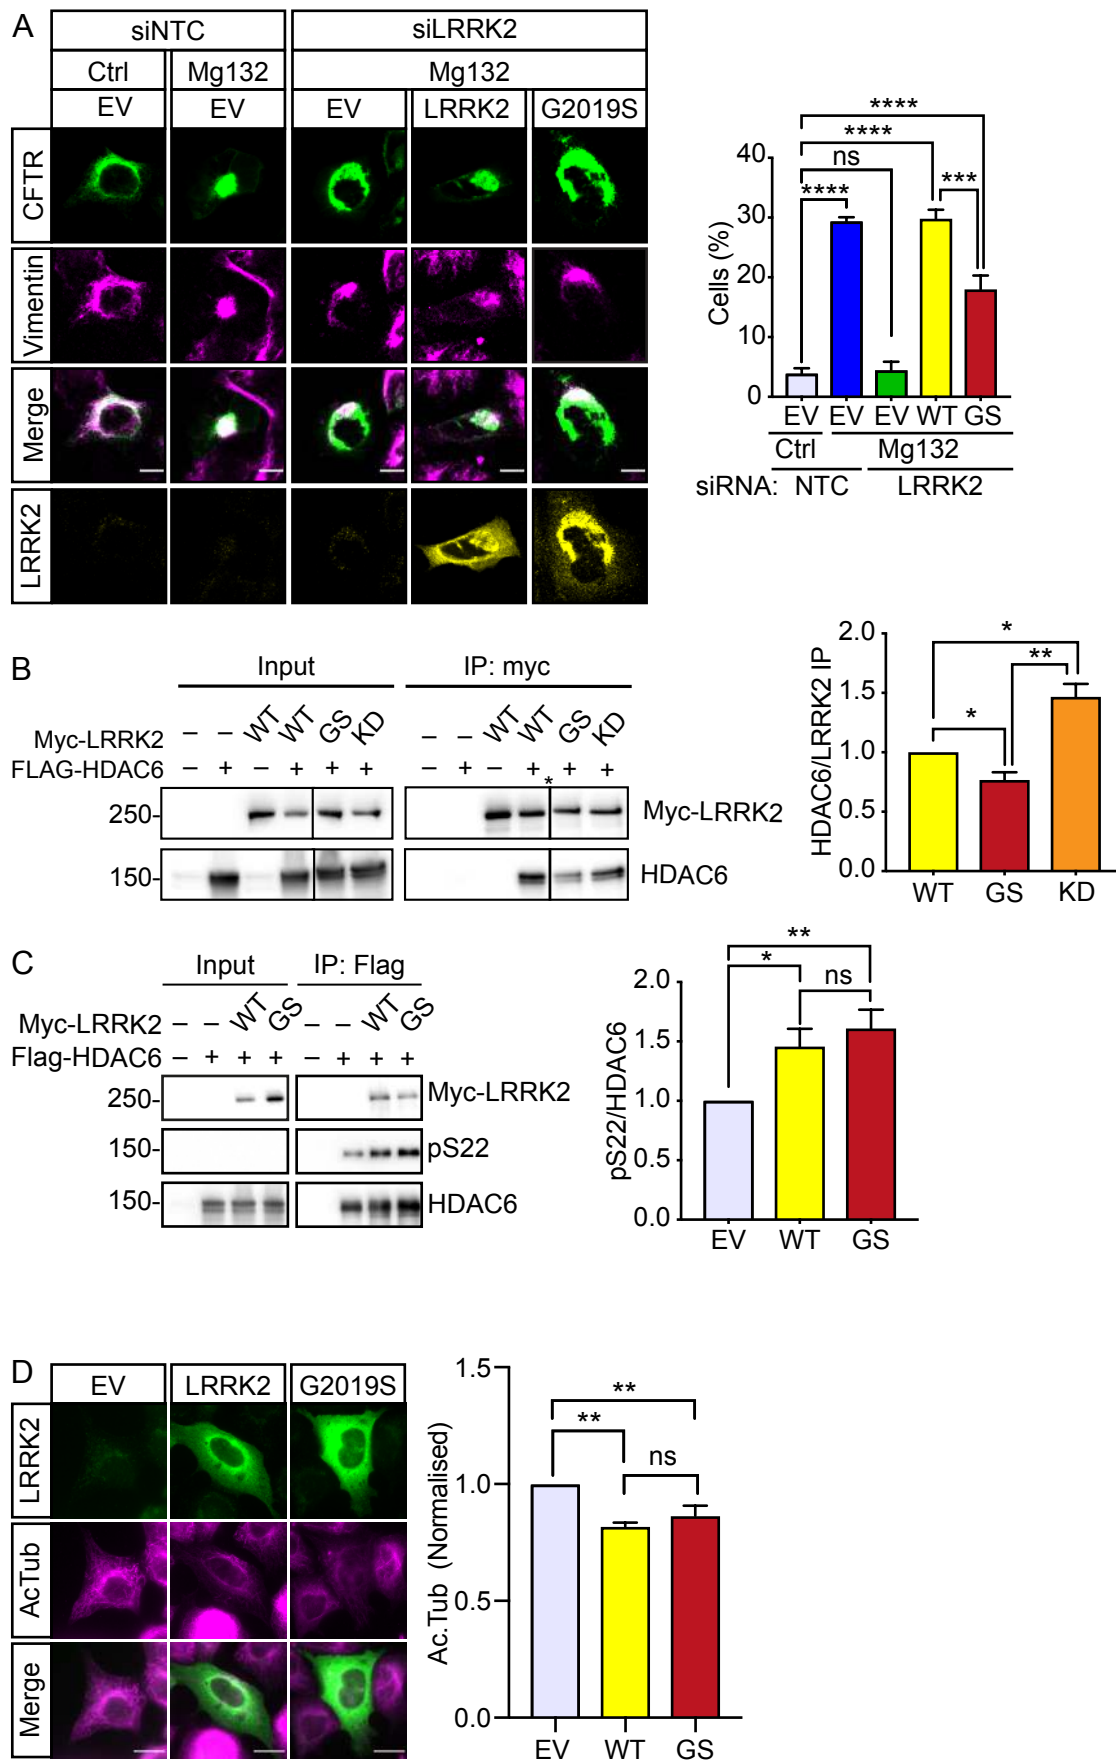 A
siNTC
siLRRK2
Ctrl
Mg132
Mg132
EV
EV
EV
LRRK2
G2019S
CFTR
Vimentin
Merge
LRRK2
****
****
ns
****
***
40
30
20
10
0
Cells (%)
EV EV EV WT GS
Ctrl Mg132
siRNA: NTC LRRK2
B
Input
IP: myc
Myc-LRRK2 – – WT WT GS KD – – WT WT GS KD
FLAG-HDAC6 – + – + + + – + – + + +
*
250-
Myc-LRRK2
150-
HDAC6
2.0
1.5
1.0
0.5
0.0
HDAC6/LRRK2 IP
*
**
*
WT GS KD
C
Input
IP: Flag
Myc-LRRK2 – – WT GS – – WT GS
Flag-HDAC6 – + + + – + + +
250-
Myc-LRRK2
150-
pS22
150-
HDAC6
2.0
1.5
1.0
0.5
0.0
pS22/HDAC6
**
*
ns
EV WT GS
D
EV
LRRK2
G2019S
LRRK2
AcTub
Merge
1.5
1.0
0.5
0.0
Ac.Tub (Normalised)
**
**
ns
EV WT GS